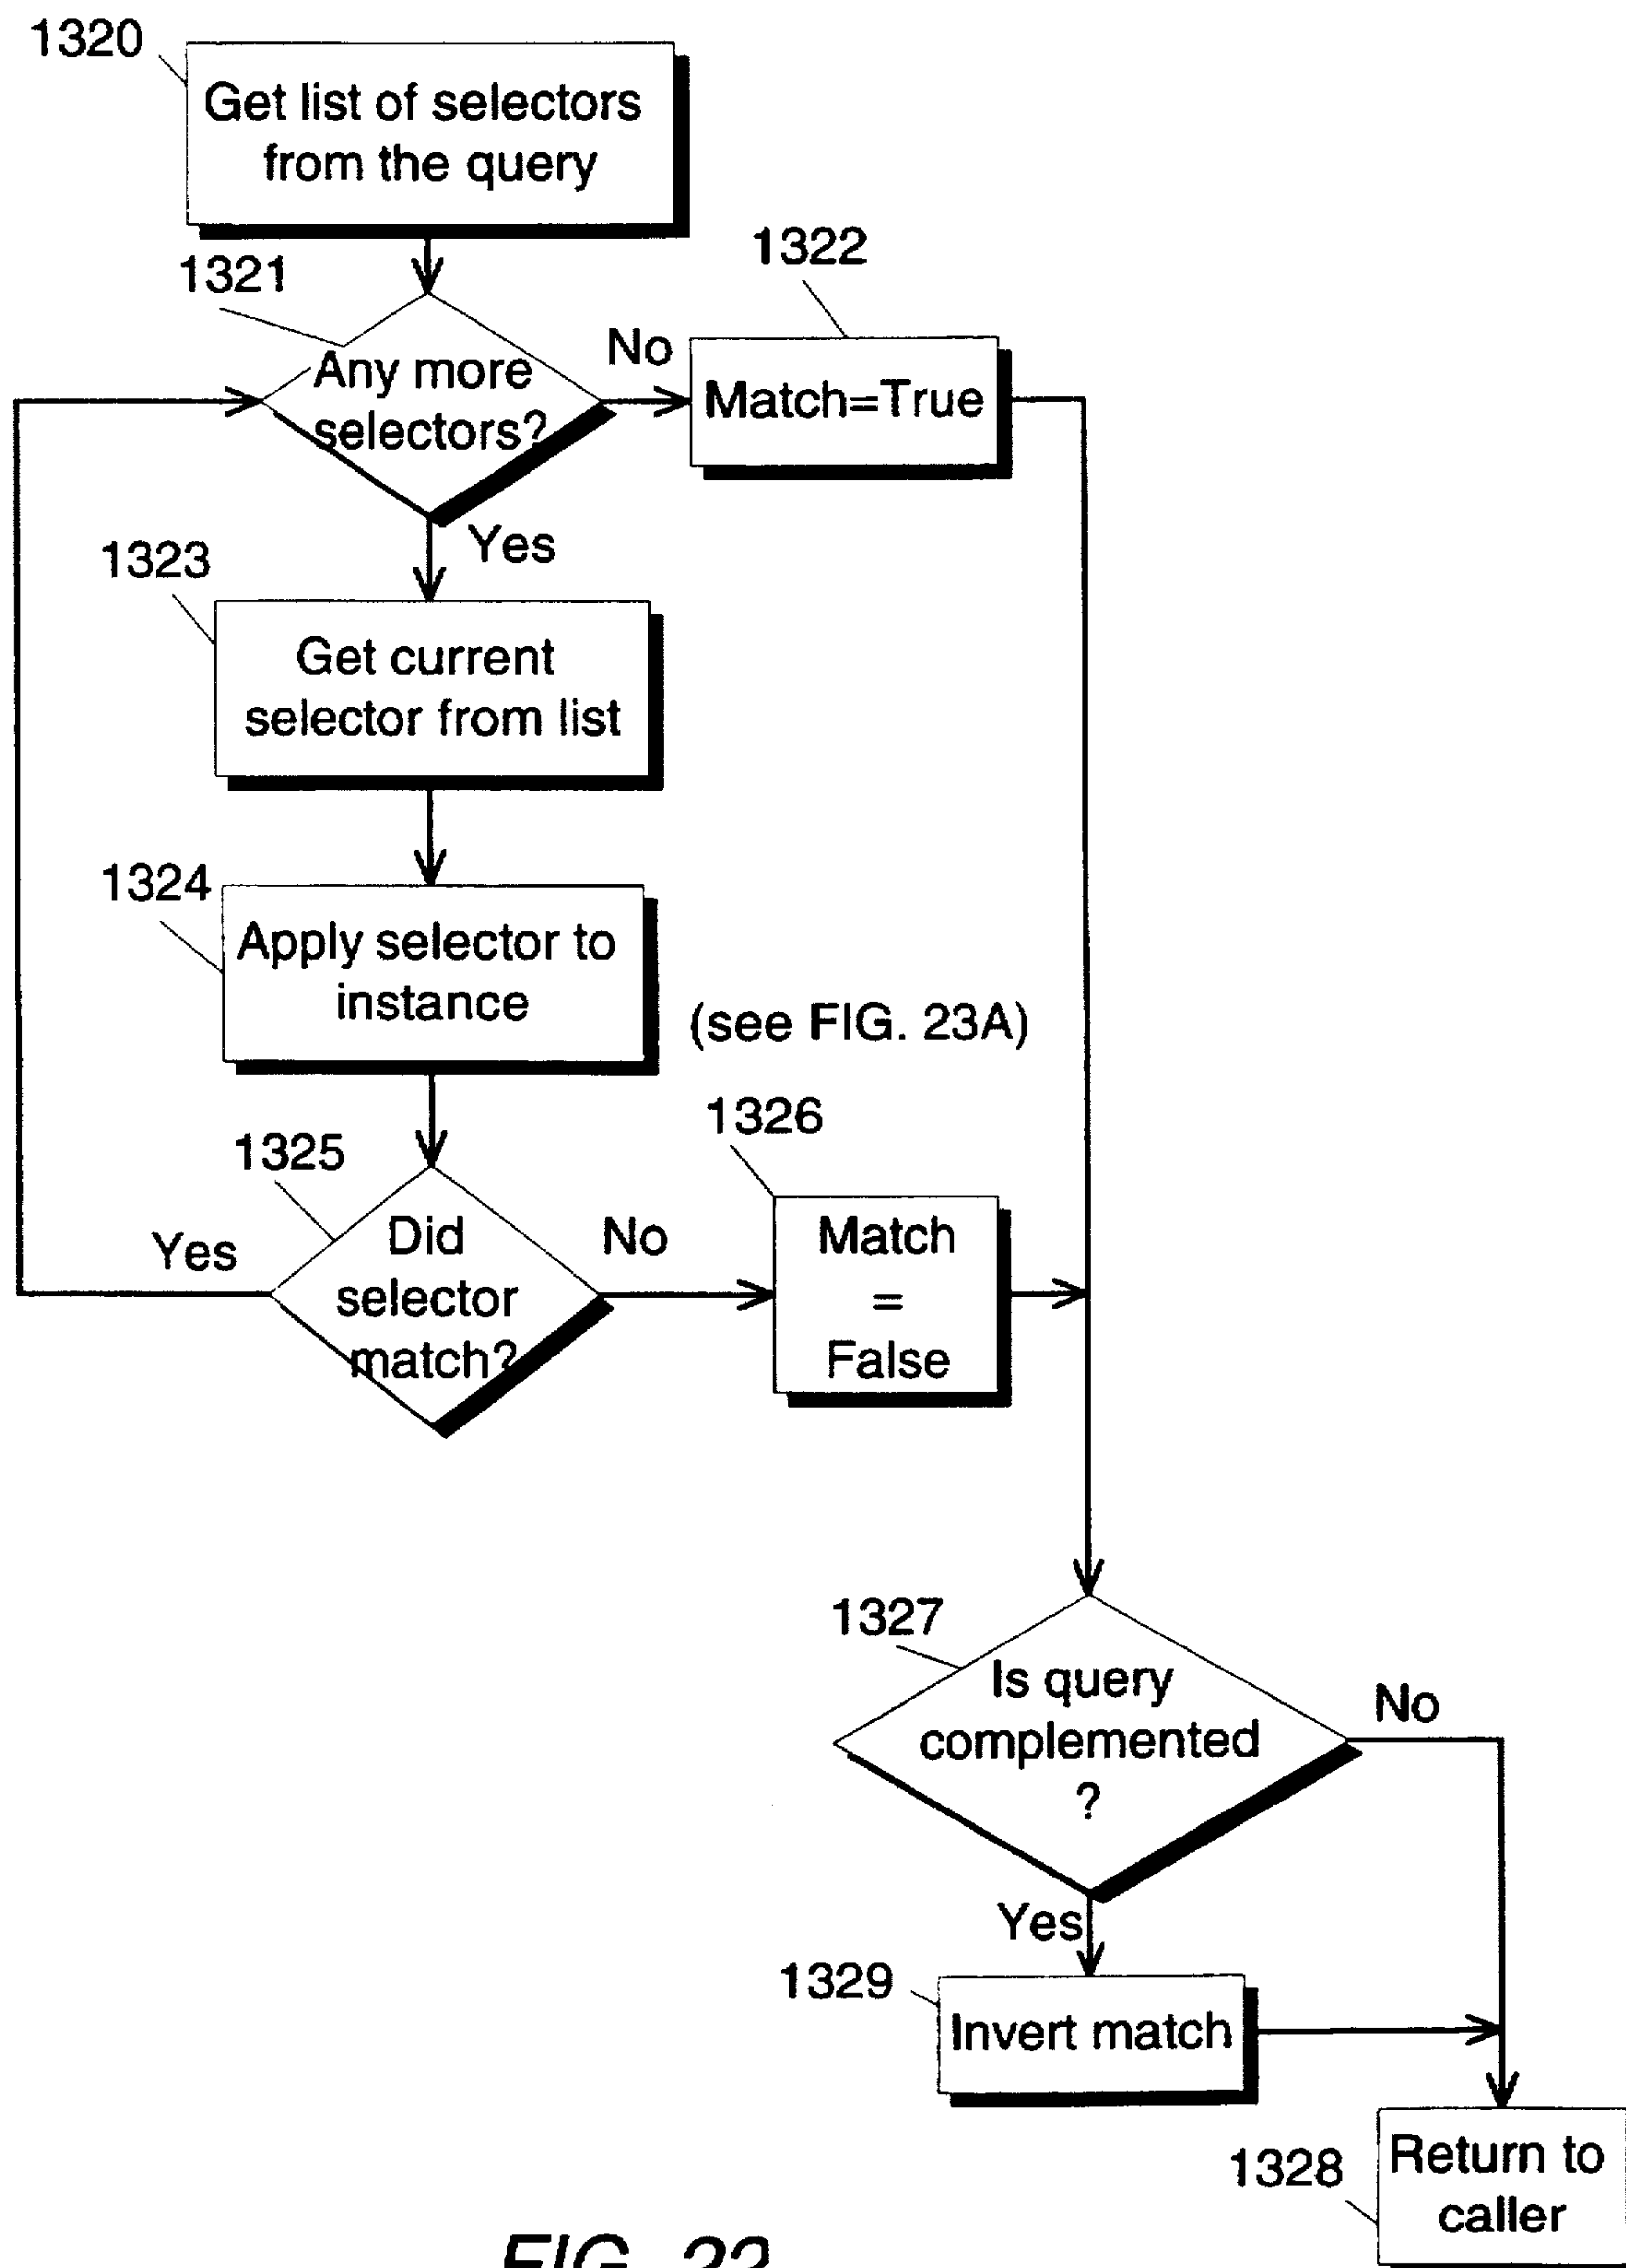 1320
Get list of selectors
from the query
1321
Any more
selectors?
No
1322
Match=True
Yes
1323
Get current
selector from list
1324
Apply selector to
instance
(see FIG. 23A)
1325
Did
selector
match?
Yes
No
1326
Match
=
False
1327
Is query
complemented
?
No
Yes
1329
Invert match
1328
Return to
caller
FIG. 22